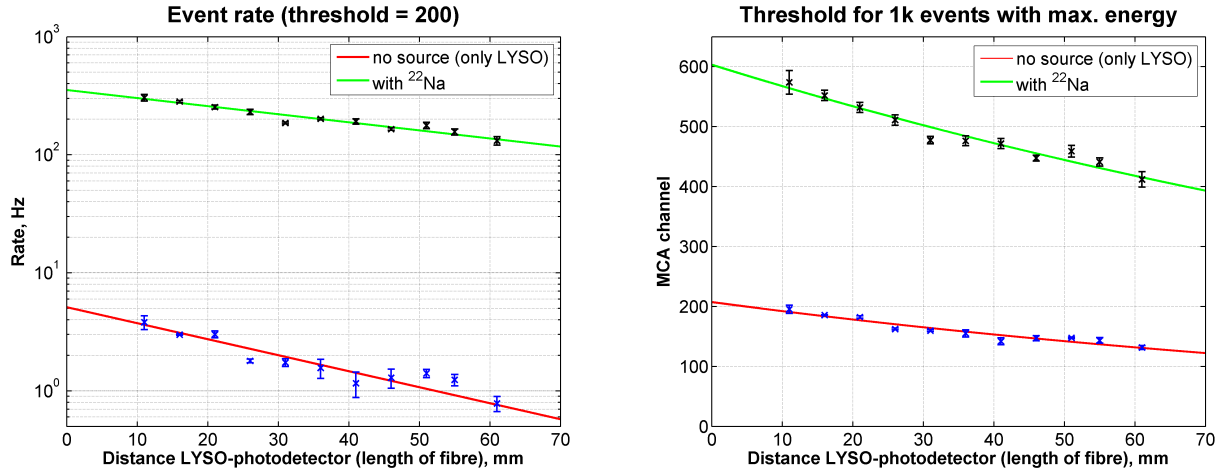 Event rate (threshold = 200)
no source (only LYSO)
with ²²Na
Rate, Hz
10³
10²
10¹
10⁰
0 10 20 30 40 50 60 70
Distance LYSO-photodetector (length of fibre), mm
Threshold for 1k events with max. energy
no source (only LYSO)
with ²²Na
MCA channel
600
500
400
300
200
100
0
0 10 20 30 40 50 60 70
Distance LYSO-photodetector (length of fibre), mm